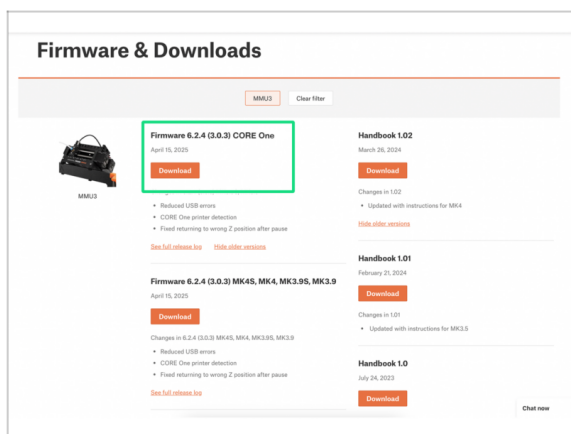 Firmware & Downloads
MMU3
Clear filter
MMU3
Firmware 6.2.4 (3.0.3) CORE One
April 15, 2025
Download
Reduced USB errors
CORE One printer detection
Fixed returning to wrong Z position after pause
See full release log
Hide older versions
Firmware 6.2.4 (3.0.3) MK4S, MK4, MK3.9S, MK3.9
April 15, 2025
Download
Changes in 6.2.4 (3.0.3) MK4S, MK4, MK3.9S, MK3.9
Reduced USB errors
CORE One printer detection
Fixed returning to wrong Z position after pause
See full release log
Handbook 1.02
March 26, 2024
Download
Changes in 1.02
Updated with instructions for MK4
Hide older versions
Handbook 1.01
February 21, 2024
Download
Changes in 1.01
Updated with instructions for MK3.5
Handbook 1.0
July 24, 2023
Download
Chat now